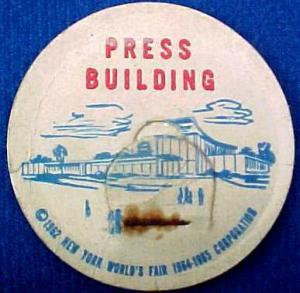 PRESS
BUILDING
© 1962 NEW YORK WORLD'S FAIR 1964-1965 CORPORATION